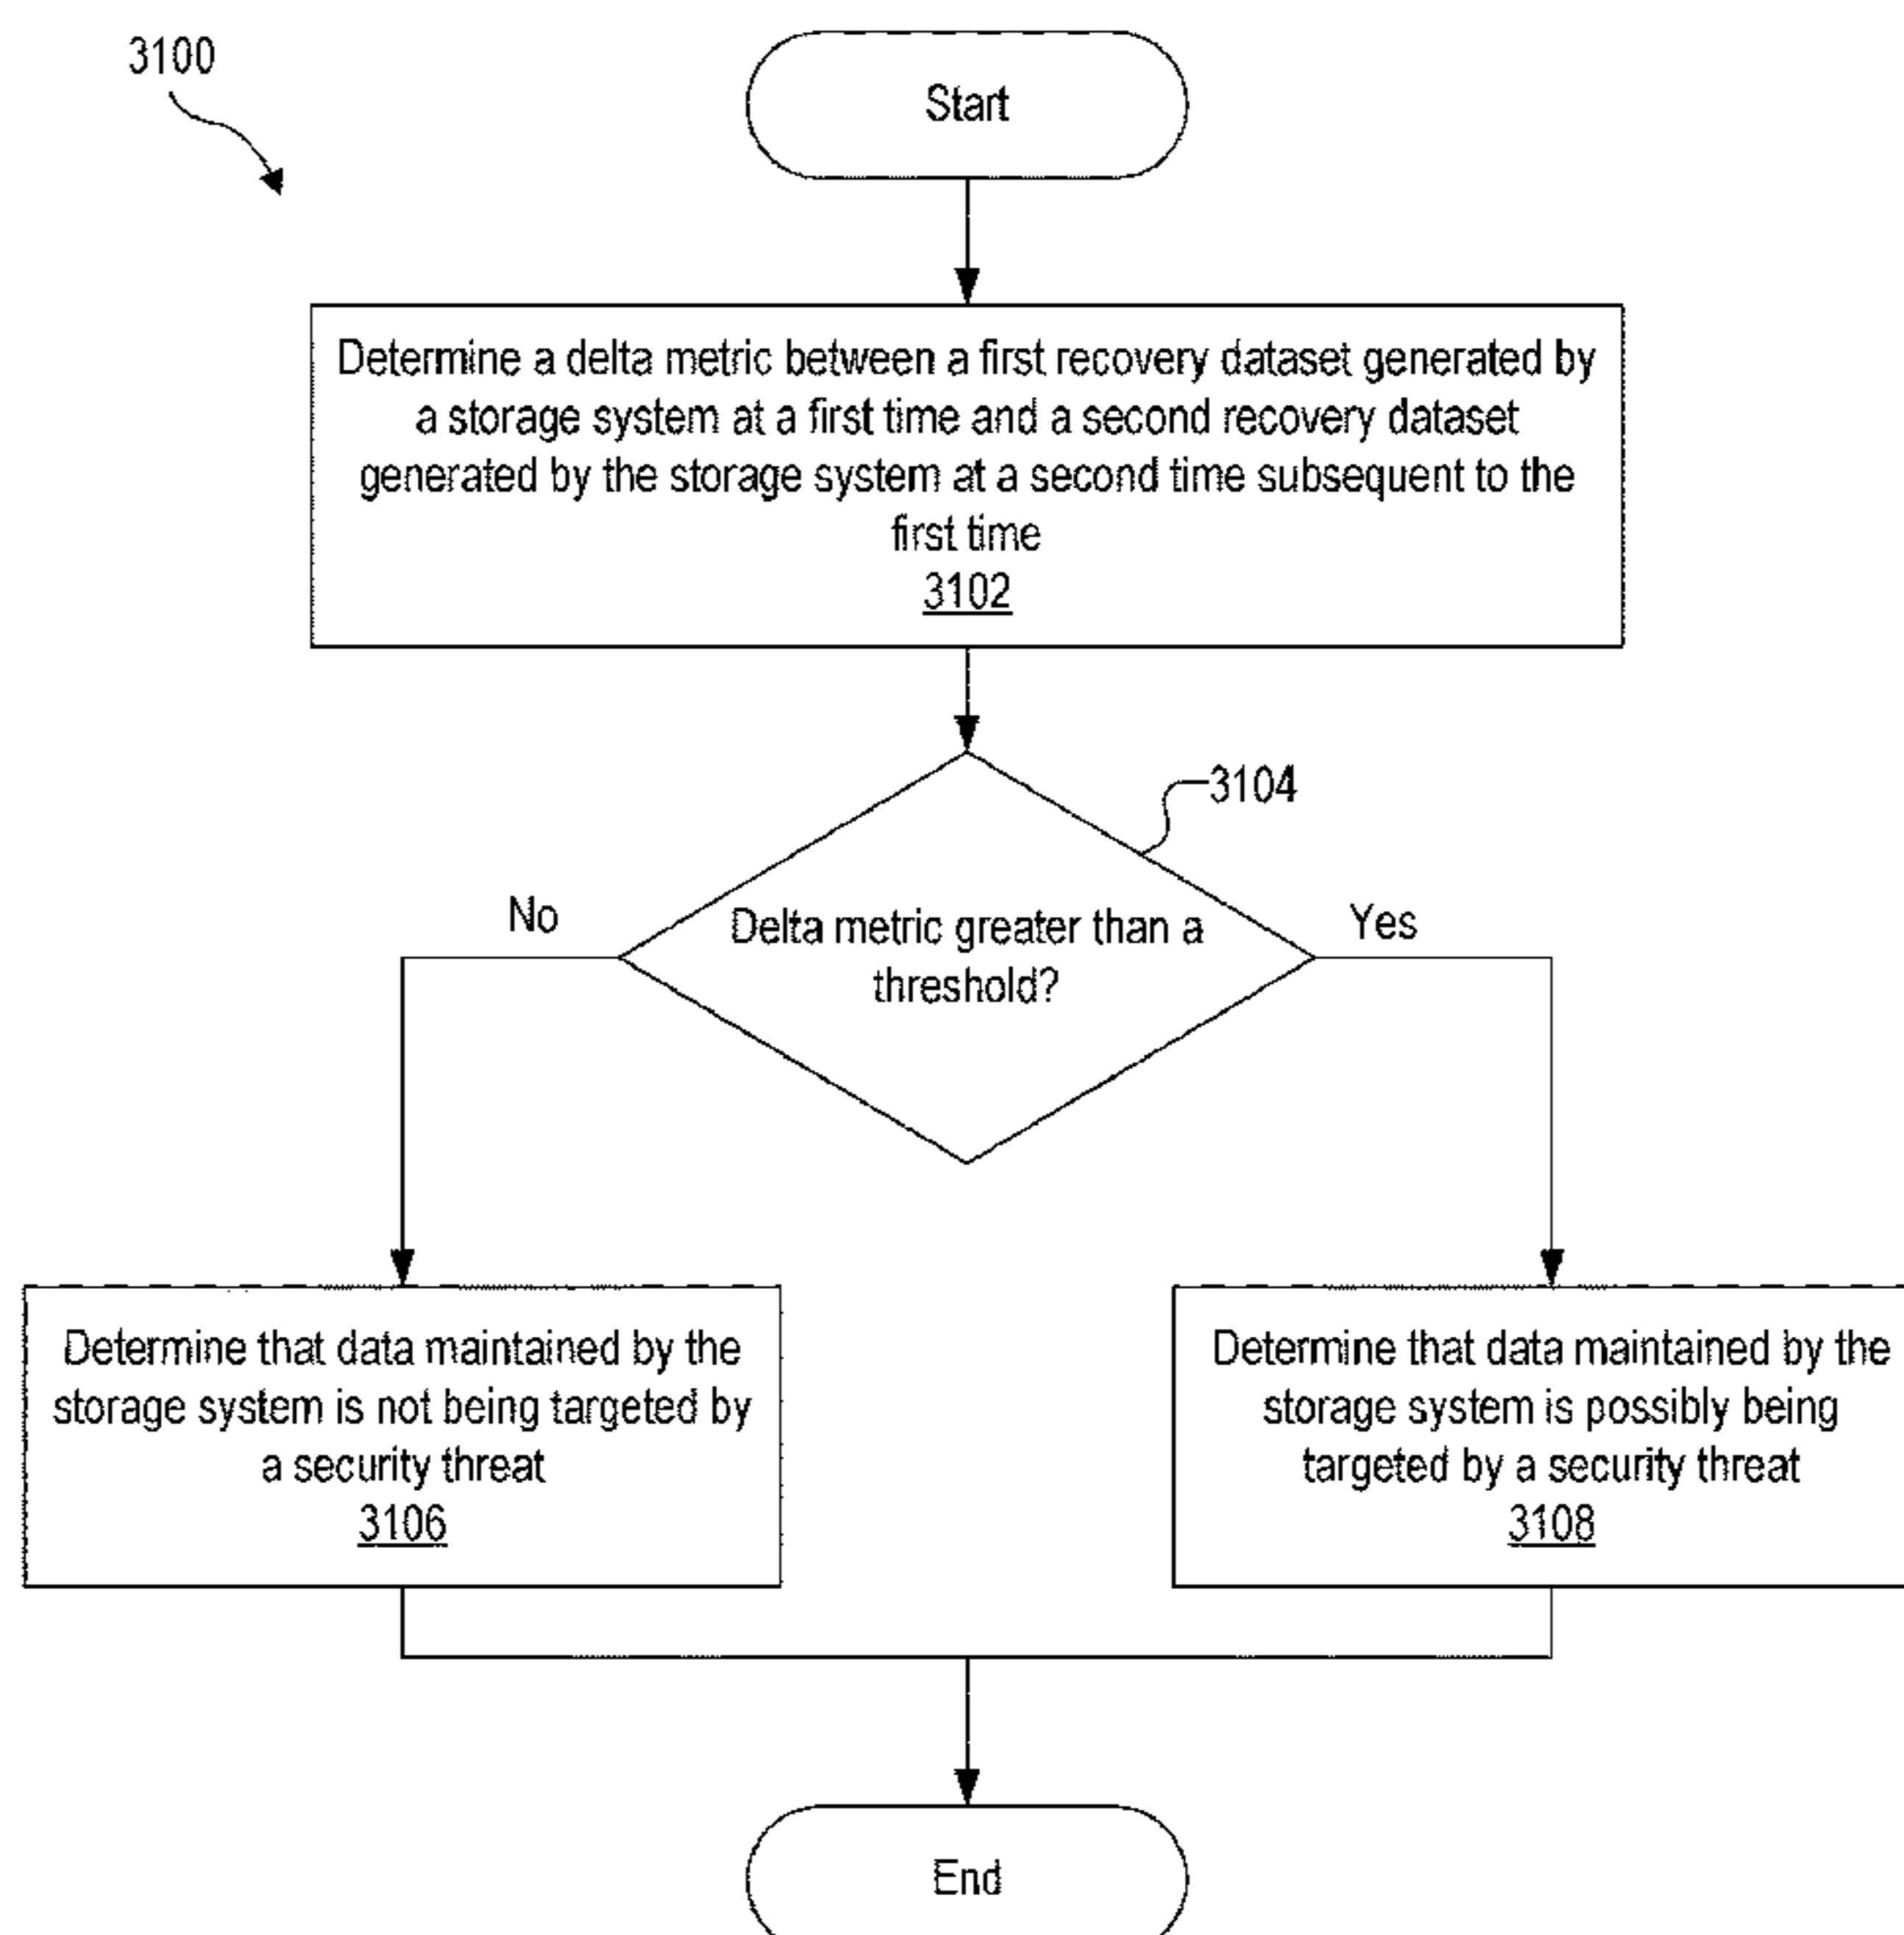 3100
Start
Determine a delta metric between a first recovery dataset generated by
a storage system at a first time and a second recovery dataset
generated by the storage system at a second time subsequent to the
first time
3102
3104
No
Delta metric greater than a
threshold?
Yes
Determine that data maintained by the
storage system is not being targeted by
a security threat
3106
Determine that data maintained by the
storage system is possibly being
targeted by a security threat
3108
End